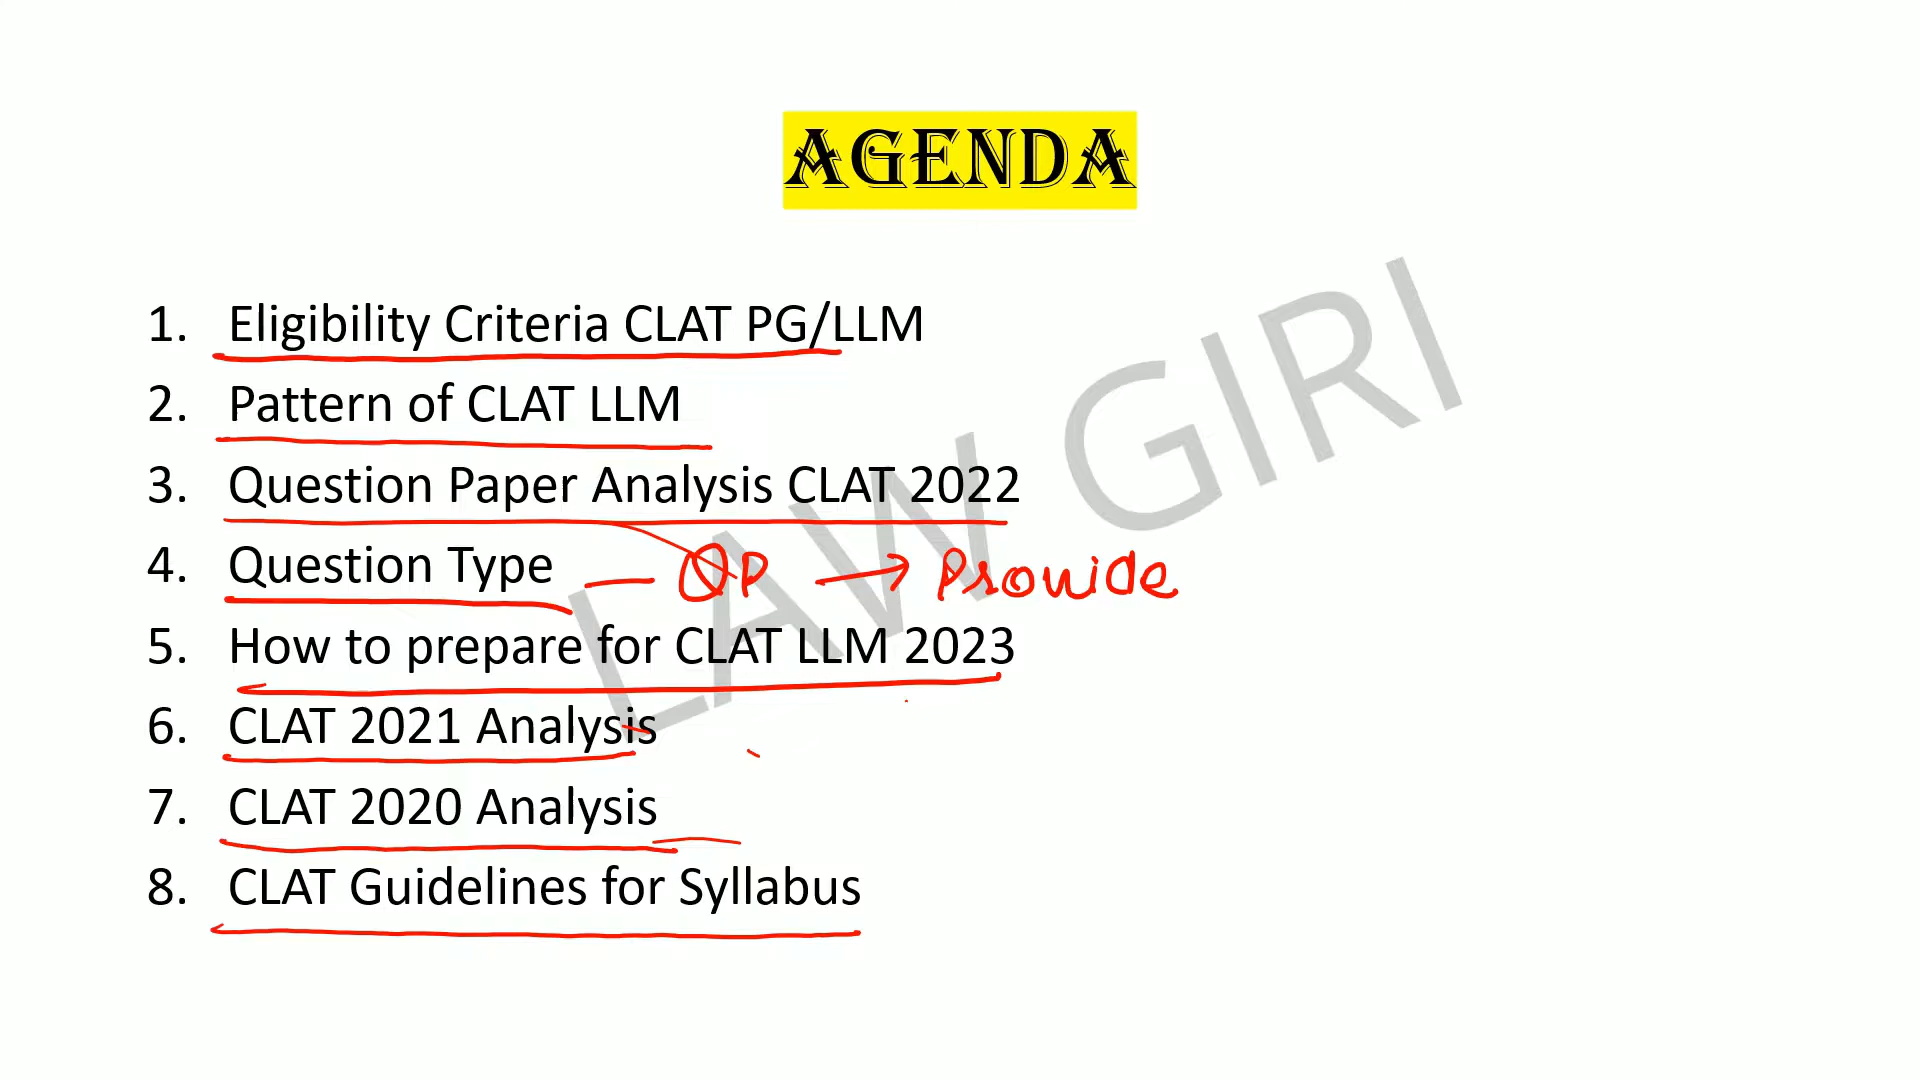 AGENDA
1. Eligibility Criteria CLAT PG/LLM
2. Pattern of CLAT LLM
3. Question Paper Analysis CLAT 2022
4. Question Type — QP → Provide
5. How to prepare for CLAT LLM 2023
6. CLAT 2021 Analysis
7. CLAT 2020 Analysis
8. CLAT Guidelines for Syllabus
LAW GIRI